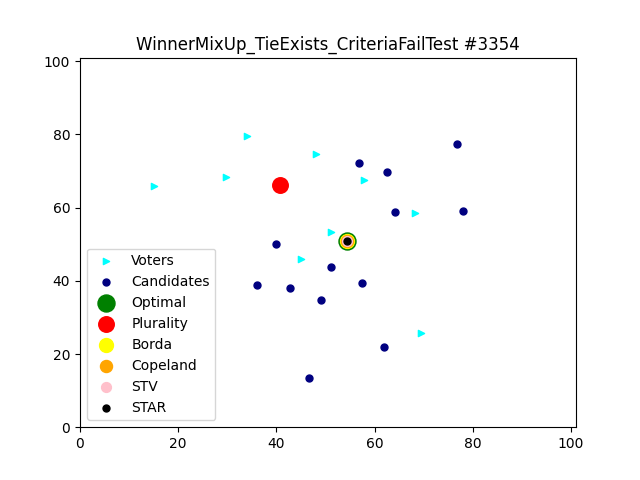 WinnerMixUp_TieExists_CriteriaFailTest #3354
100
80
60
40
20
0
Voters
Candidates
Optimal
Plurality
Borda
Copeland
STV
STAR
0 20 40 60 80 100